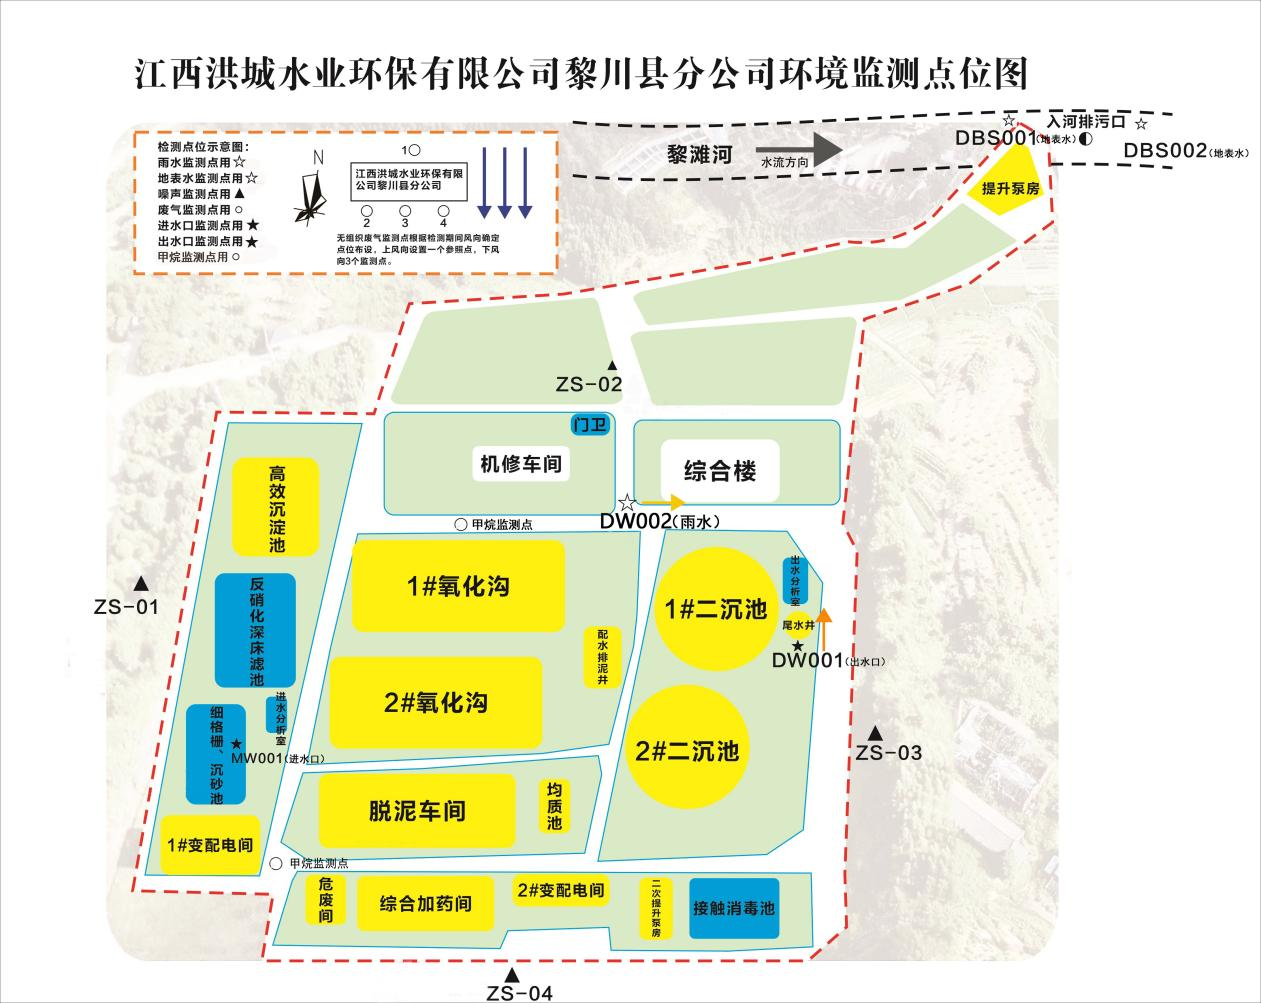 江西洪城水业环保有限公司黎川县分公司环境监测点位图
检测点位示意图：
雨水监测点用☆
地表水监测点用☆
噪声监测点用▲
废气监测点用○
进水口监测点用★
出水口监测点用★
甲烷监测点用○
N
1○
江西洪城水业环保有限
公司黎川县分公司
2 3 4
无组织废气监测点根据检测期间风向确定
点位布设，上风向设置一个参照点，下风
向3个监测点。
黎滩河
水流方向
入河排污口
DBS001(地表水)
DBS002(地表水)
提升泵房
ZS-02
门卫
机修车间
综合楼
DW002(雨水)
甲烷监测点
高效沉淀池
反硝化深床滤池
进水分析室
细格栅、沉砂池
MW001(进水口)
1#变配电间
ZS-01
1#氧化沟
2#氧化沟
配水排泥井
1#二沉池
2#二沉池
出水分析室
尾水井
DW001(出水口)
ZS-03
脱泥车间
均质池
甲烷监测点
危废间
综合加药间
2#变配电间
二次提升泵房
接触消毒池
ZS-04